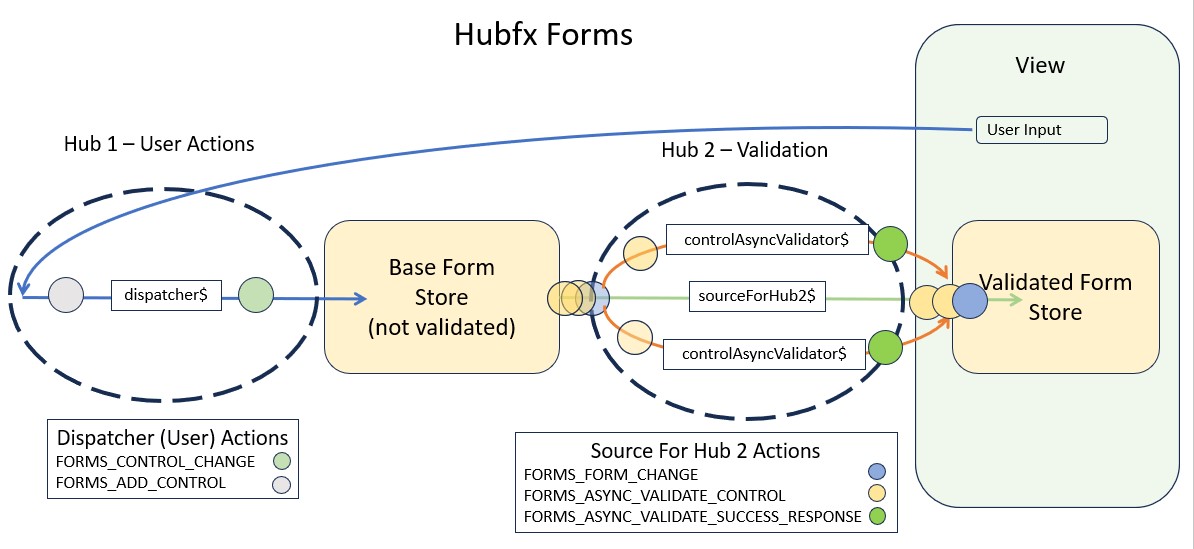 Hubfx Forms
View
User Input
Hub 1 – User Actions
Hub 2 – Validation
controlAsyncValidator$
dispatcher$
Base Form
Store
(not validated)
sourceForHub2$
Validated Form
Store
controlAsyncValidator$
Dispatcher (User) Actions
FORMS_CONTROL_CHANGE
FORMS_ADD_CONTROL
Source For Hub 2 Actions
FORMS_FORM_CHANGE
FORMS_ASYNC_VALIDATE_CONTROL
FORMS_ASYNC_VALIDATE_SUCCESS_RESPONSE